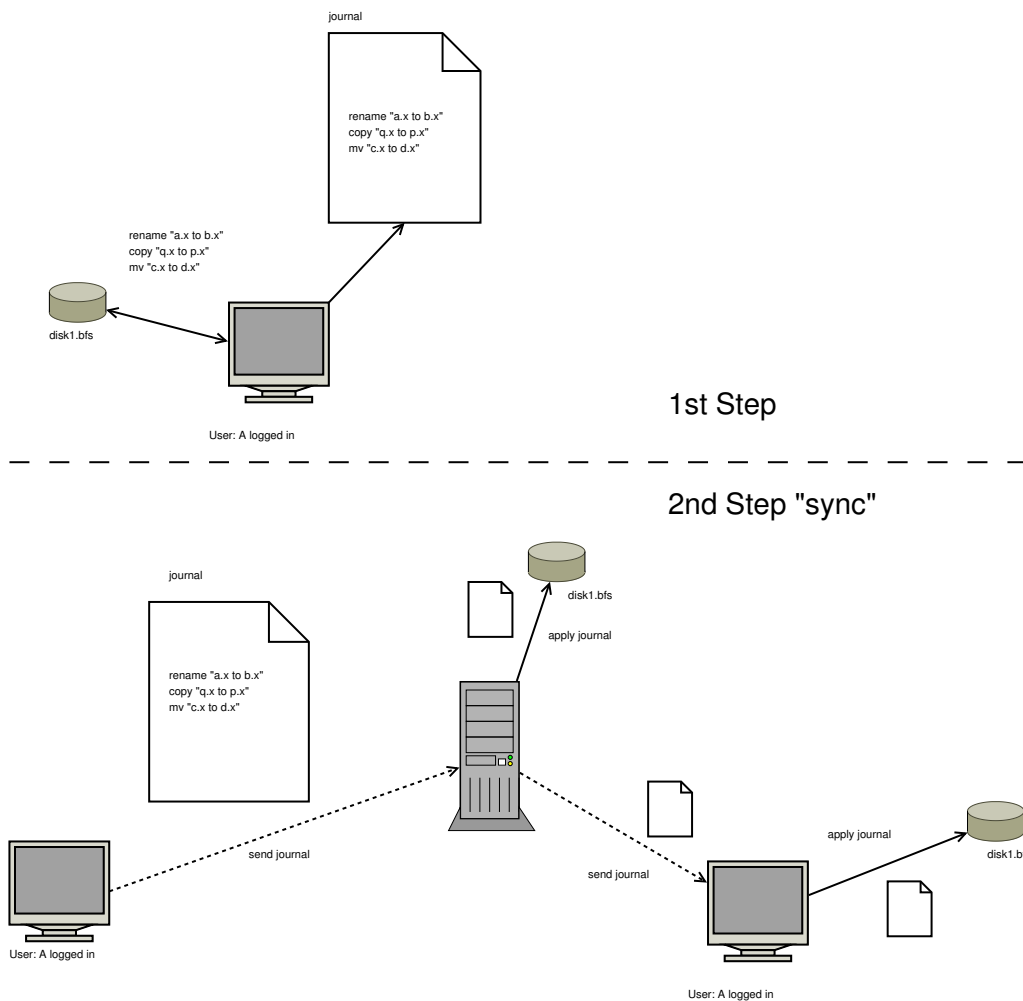 journal
rename "a.x to b.x"
copy "q.x to p.x"
mv "c.x to d.x"
rename "a.x to b.x"
copy "q.x to p.x"
mv "c.x to d.x"
disk1.bfs
User: A logged in
1st Step
2nd Step "sync"
journal
rename "a.x to b.x"
copy "q.x to p.x"
mv "c.x to d.x"
disk1.bfs
apply journal
send journal
User: A logged in
send journal
apply journal
disk1.b
User: A logged in